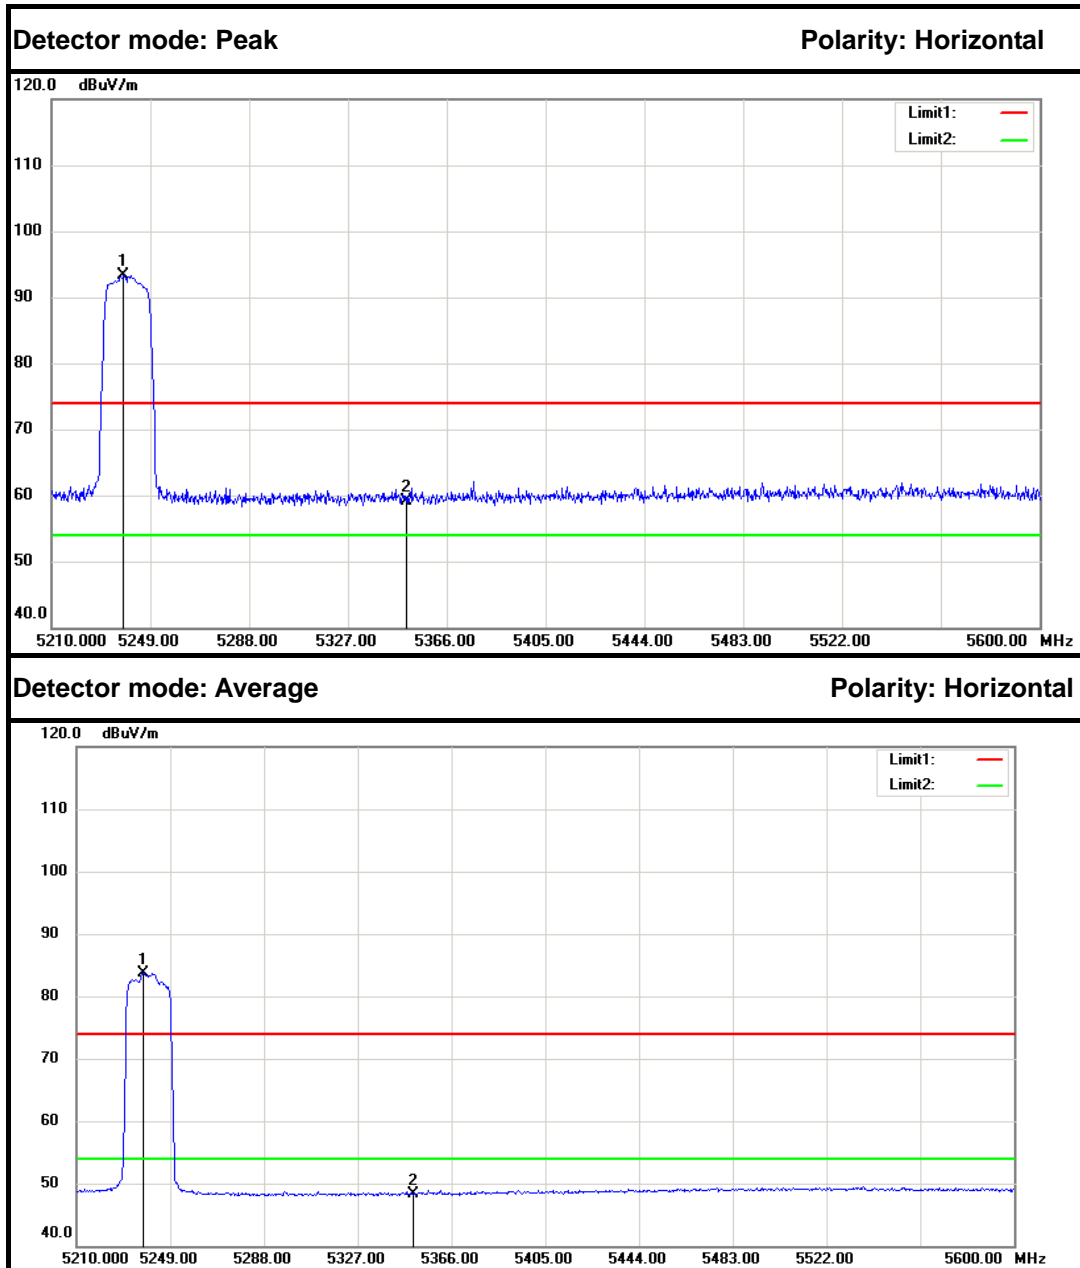 Detector mode: Peak Polarity: Horizontal
120.0 dBuV/m
Limit1:
Limit2:
110
100
1
90
80
70
2
60
50
40.0
5210.000 5249.00 5288.00 5327.00 5366.00 5405.00 5444.00 5483.00 5522.00 5600.00 MHz
Detector mode: Average Polarity: Horizontal
120.0 dBuV/m
Limit1:
Limit2:
110
100
90
1
80
70
60
2
50
40.0
5210.000 5249.00 5288.00 5327.00 5366.00 5405.00 5444.00 5483.00 5522.00 5600.00 MHz